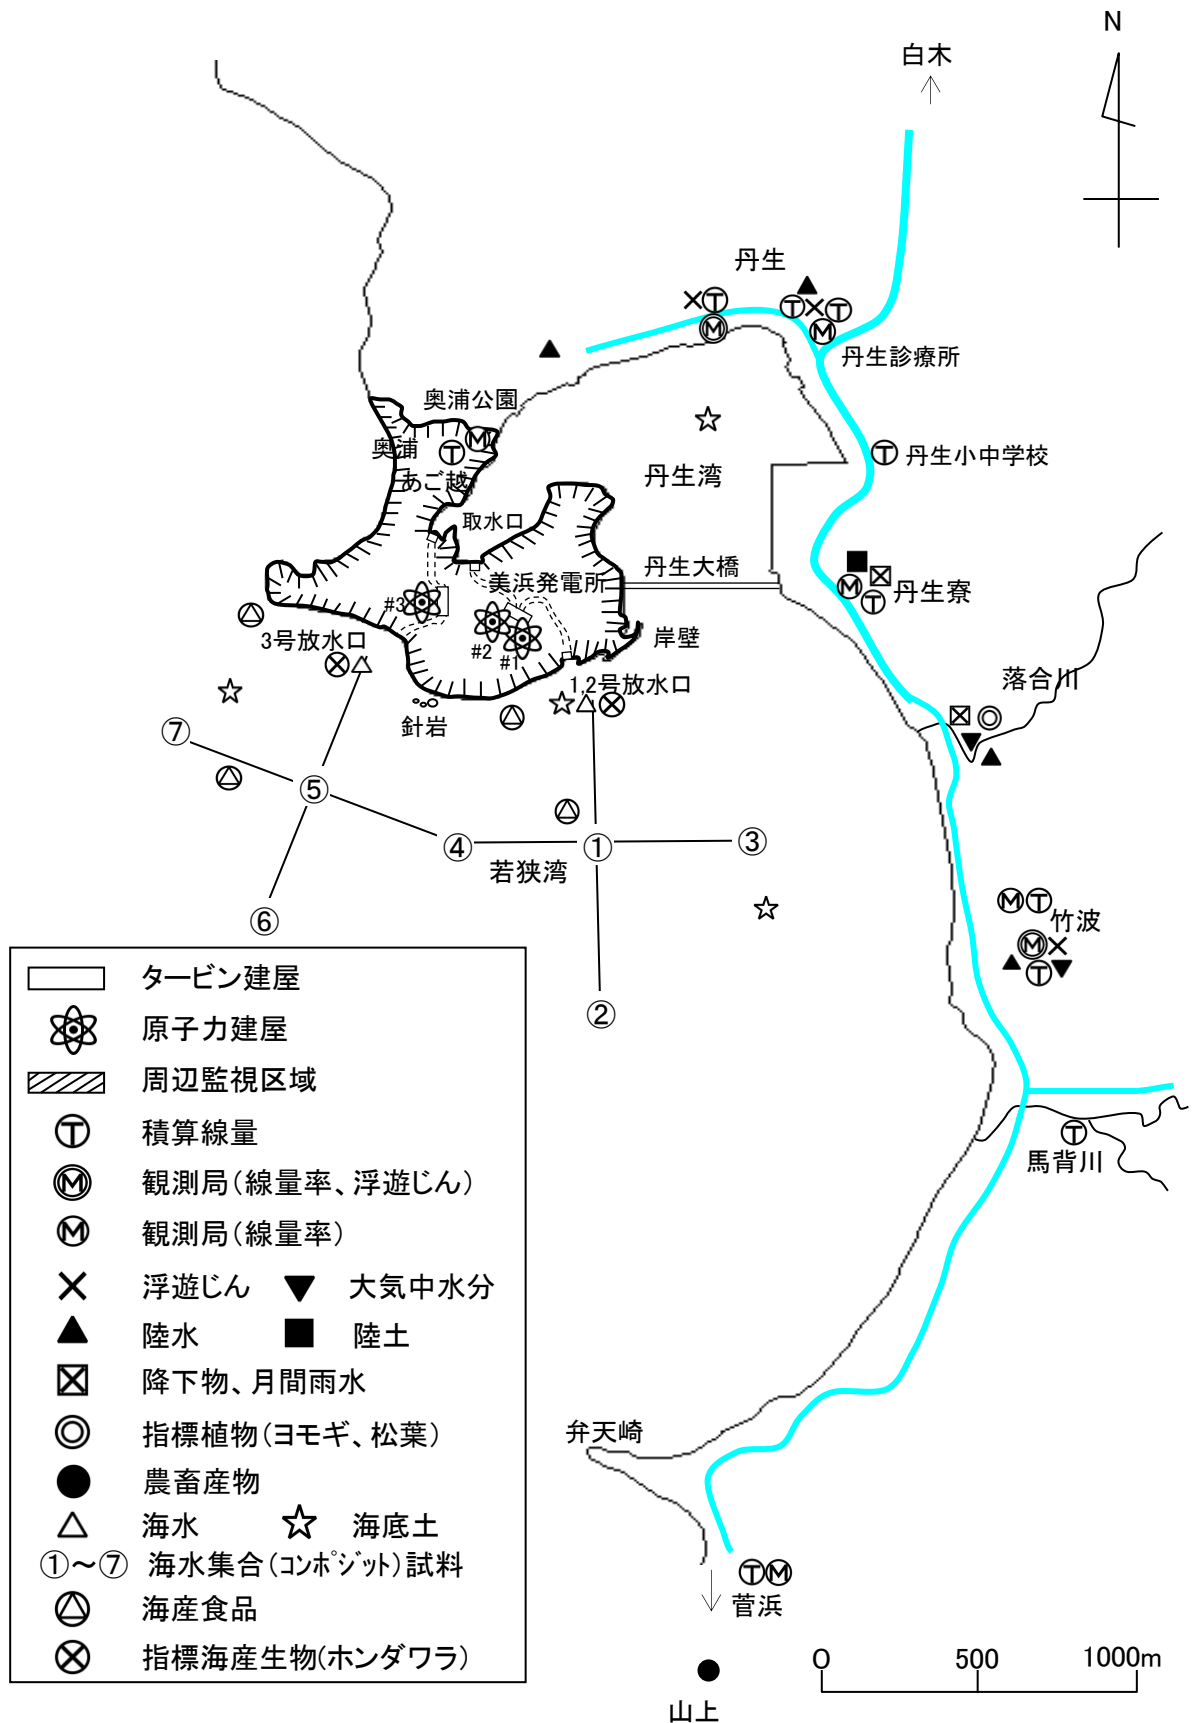 N
白木
丹生
丹生診療所
奥浦公園
奥浦
あご越
丹生湾
丹生小中学校
取水口
美浜発電所
丹生大橋
丹生寮
#3
#2
#1
3号放水口
岸壁
1,2号放水口
落合川
針岩
⑦
⑤
④
①
③
若狭湾
⑥
②
竹波
馬背川
弁天崎
菅浜
山上
0
500
1000m
タービン建屋
原子力建屋
周辺監視区域
T 積算線量
M 観測局(線量率、浮遊じん)
M 観測局(線量率)
浮遊じん 大気中水分
陸水 陸土
降下物、月間雨水
指標植物(ヨモギ、松葉)
農畜産物
海水 海底土
①~⑦ 海水集合(コンポジット)試料
海産食品
指標海産生物(ホンダワラ)